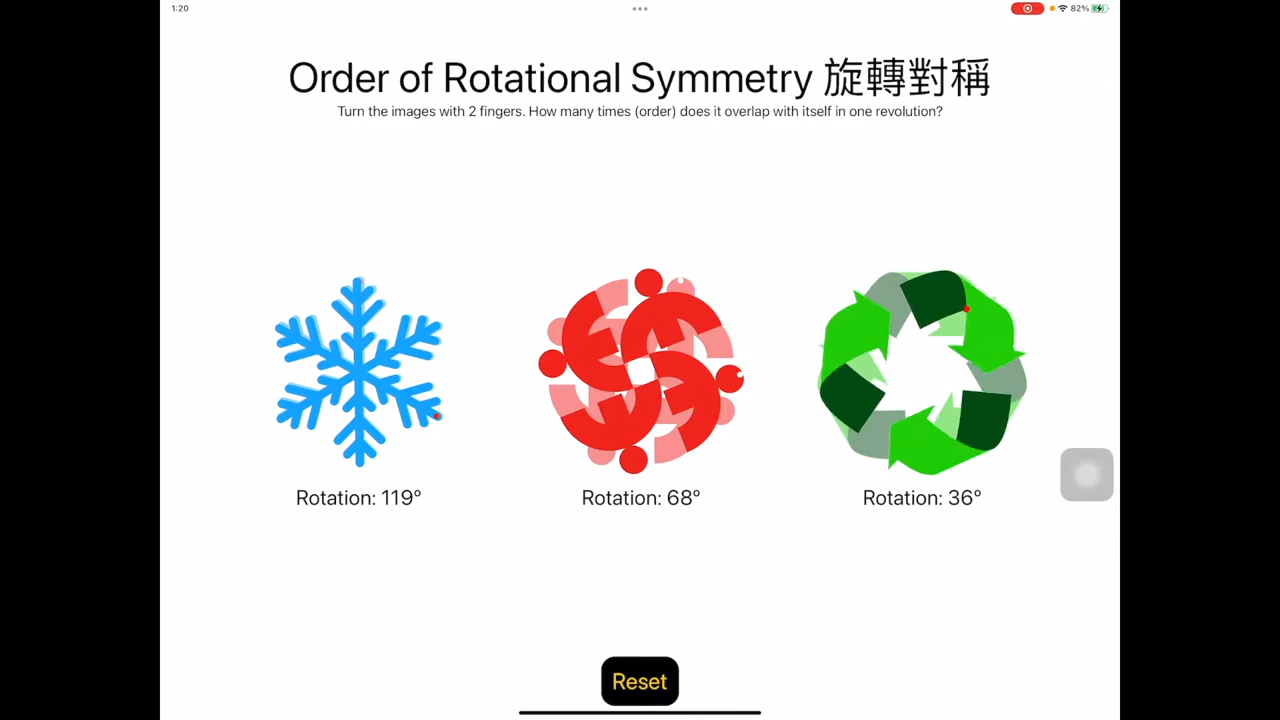 1:20
82%
Order of Rotational Symmetry 旋轉對稱
Turn the images with 2 fingers. How many times (order) does it overlap with itself in one revolution?
Rotation: 119°
Rotation: 68°
Rotation: 36°
Reset